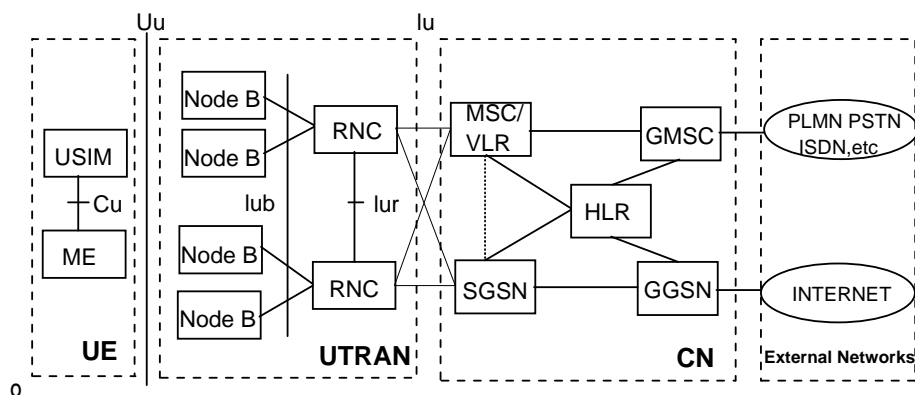 Uu
Iu
Node B
Node B
RNC
MSC/
VLR
GMSC
PLMN PSTN
ISDN,etc
USIM
Cu
ME
Iub
Iur
HLR
Node B
Node B
RNC
SGSN
GGSN
INTERNET
UE
UTRAN
CN
External Networks
0